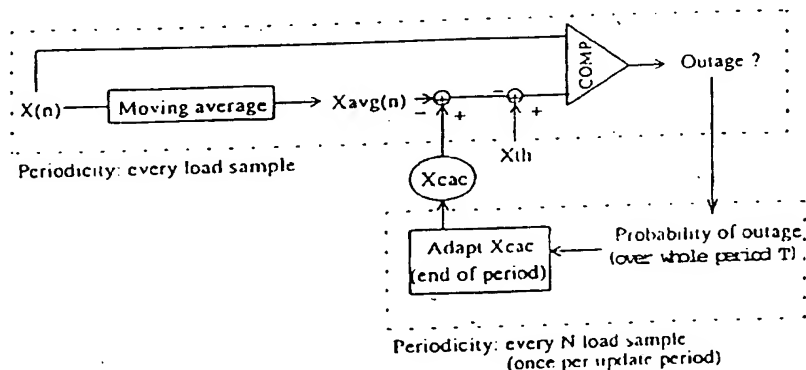 COMP
Outage ?
X(n)
Moving average
Xavg(n)
- + - +
Xth
Periodicity: every load sample
Xcac
Adapt Xcac
(end of period)
Probability of outage
(over whole period T)
Periodicity: every N load sample
(once per update period)